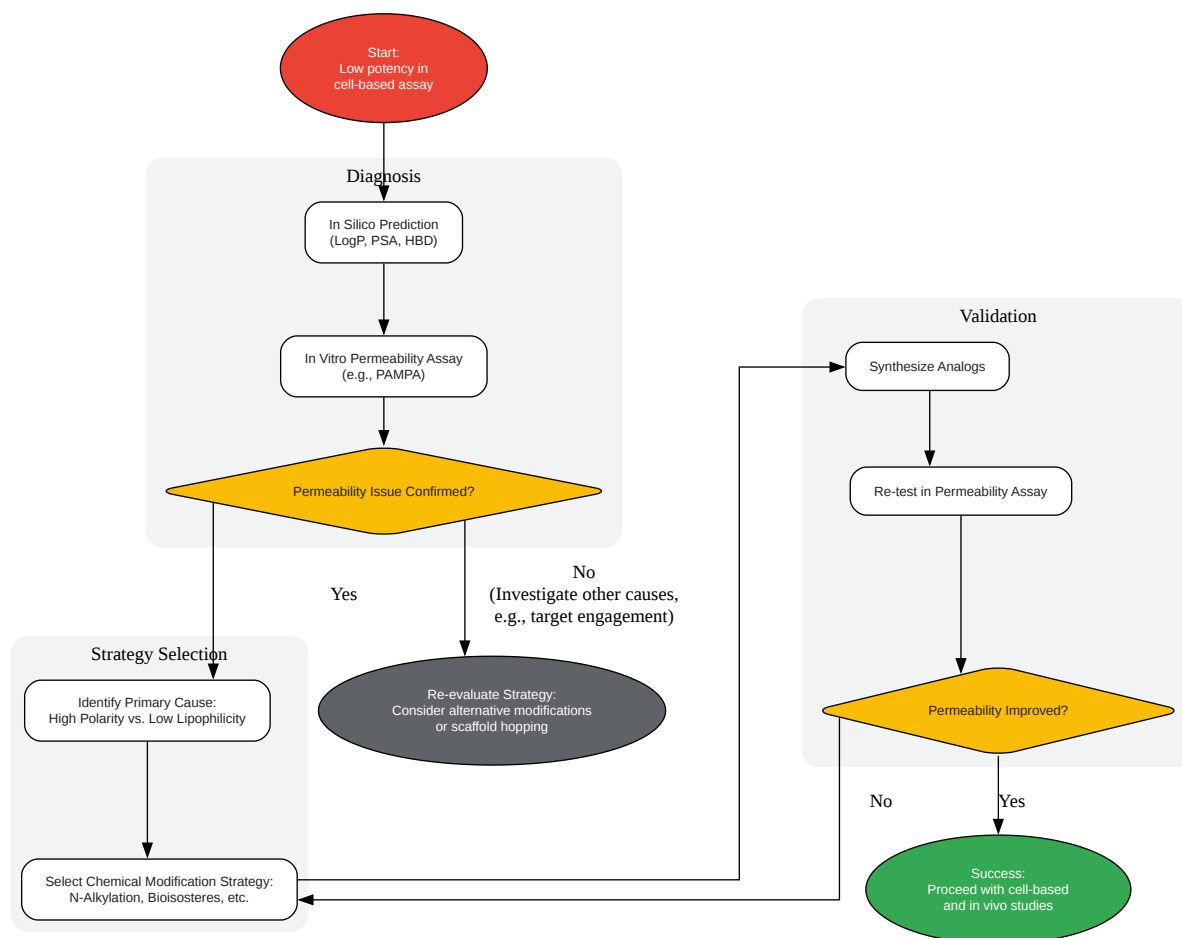 Start:
Low potency in
cell-based assay
Diagnosis
In Silico Prediction
(LogP, PSA, HBD)
In Vitro Permeability Assay
(e.g., PAMPA)
Permeability Issue Confirmed?
Yes
No
(Investigate other causes,
e.g., target engagement)
Strategy Selection
Identify Primary Cause:
High Polarity vs. Low Lipophilicity
Select Chemical Modification Strategy:
N-Alkylation, Bioisosteres, etc.
Re-evaluate Strategy:
Consider alternative modifications
or scaffold hopping
Validation
Synthesize Analogs
Re-test in Permeability Assay
Permeability Improved?
No
Yes
Success:
Proceed with cell-based
and in vivo studies